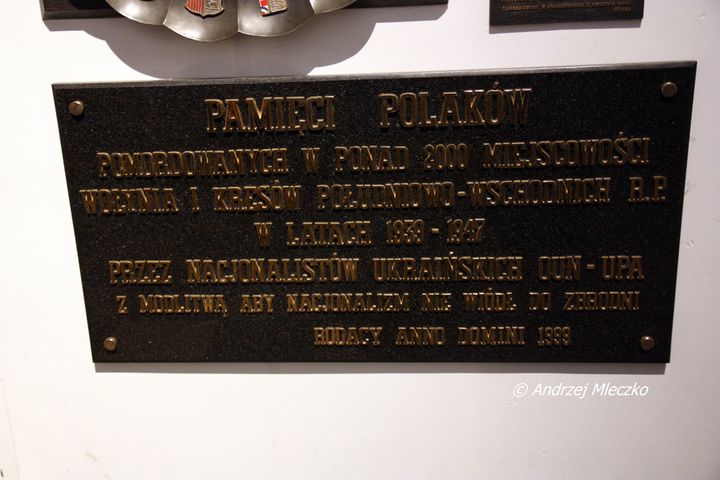 PAMIĘCI POLAKÓW
POMORDOWANYCH W PONAD 2000 MIEJSCOWOŚCI
WOŁYNIA I KRESÓW POŁUDNIOWO-WSCHODNICH R.P.
W LATACH 1939-1947
PRZEZ NACJONALISTÓW UKRAIŃSKICH OUN-UPA
Z MODLITWĄ, ABY NACJONALIZM NIE WIÓDŁ DO ZBRODNI
RODACY ANNO DOMINI 1999
© Andrzej Mleczko